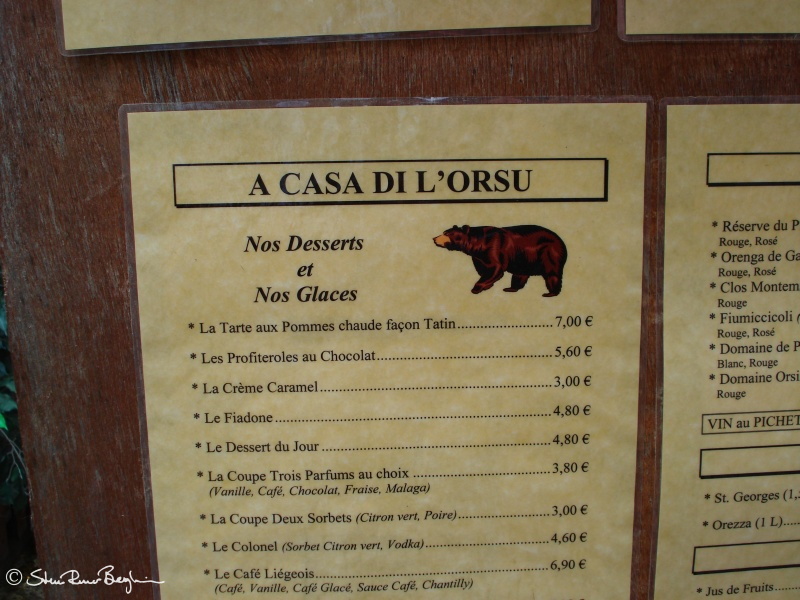 A CASA DI L'ORSU
Nos Desserts
et
Nos Glaces
* La Tarte aux Pommes chaude façon Tatin..............................7,00 €
* Les Profiteroles au Chocolat..............................5,60 €
* La Crème Caramel..............................3,00 €
* Le Fiadone..............................4,80 €
* Le Dessert du Jour..............................4,80 €
* La Coupe Trois Parfums au choix..............................3,80 €
(Vanille, Café, Chocolat, Fraise, Malaga)
* La Coupe Deux Sorbets (Citron vert, Poire)..............................3,00 €
* Le Colonel (Sorbet Citron vert, Vodka)..............................4,60 €
* Le Café Liégeois..............................6,90 €
(Café, Vanille, Café Glacé, Sauce Café, Chantilly)
* Réserve du P
Rouge, Rosé
* Orenga de Ga
Rouge, Rosé
* Clos Montem
Rouge
* Fiumiccicoli (
Rouge, Rosé
* Domaine de P
Blanc, Rouge
* Domaine Orsi
Rouge
VIN au PICHET
* St. Georges (1,
* Orezza (1 L)....
* Jus de Fruits....
©